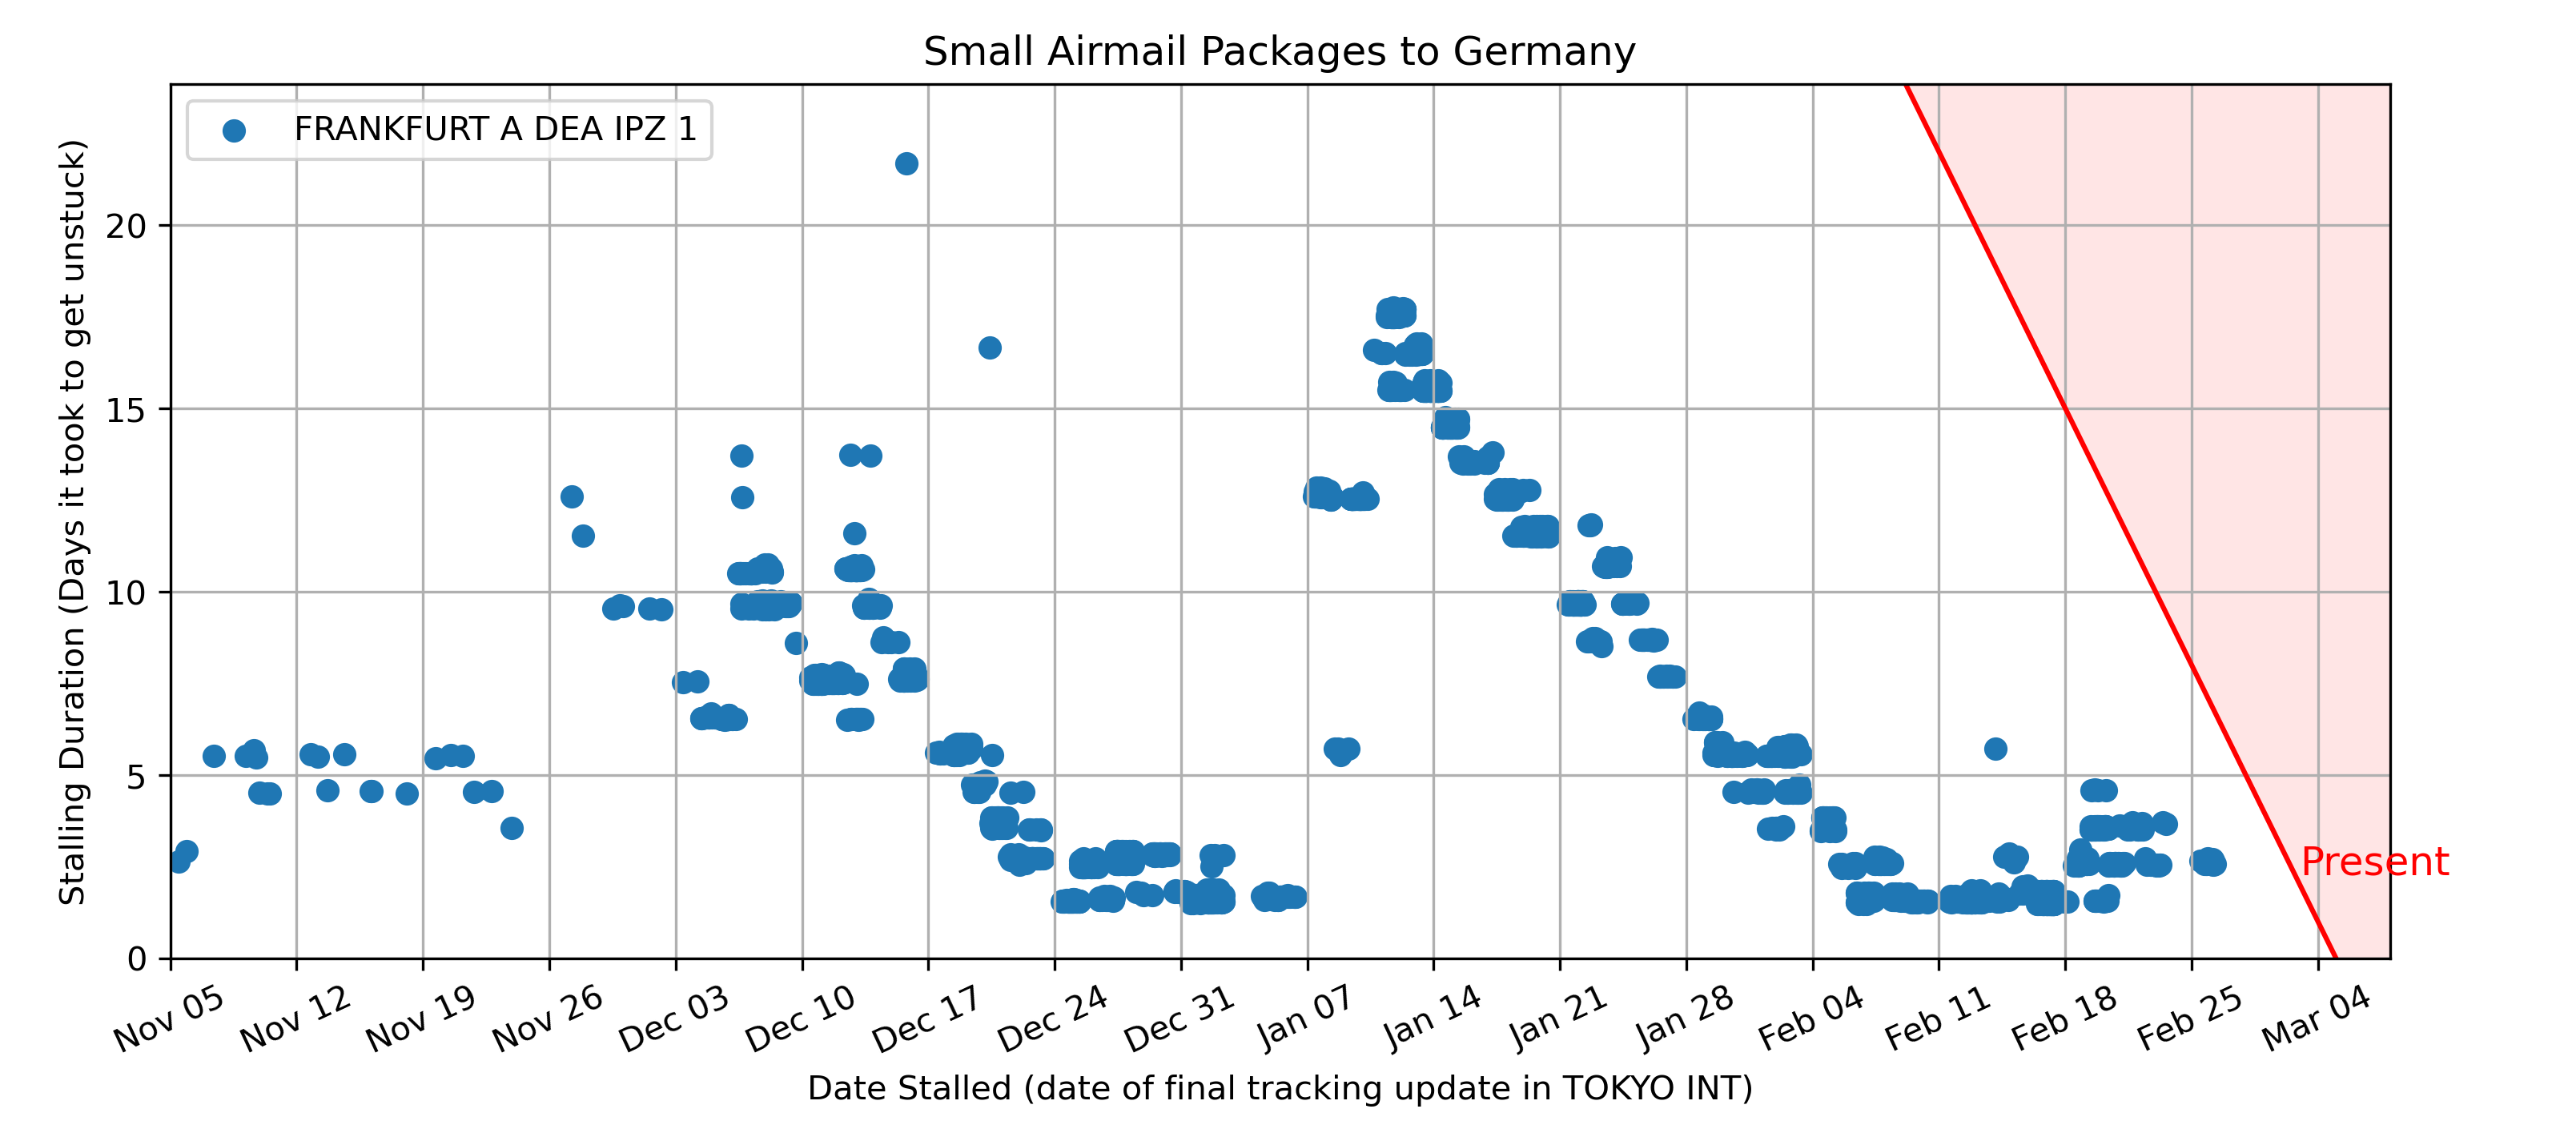 Small Airmail Packages to Germany
FRANKFURT A DEA IPZ 1
Stalling Duration (Days it took to get unstuck)
20
15
10
5
0
Present
Nov 05
Nov 12
Nov 19
Nov 26
Dec 03
Dec 10
Dec 17
Dec 24
Dec 31
Jan 07
Jan 14
Jan 21
Jan 28
Feb 04
Feb 11
Feb 18
Feb 25
Mar 04
Date Stalled (date of final tracking update in TOKYO INT)